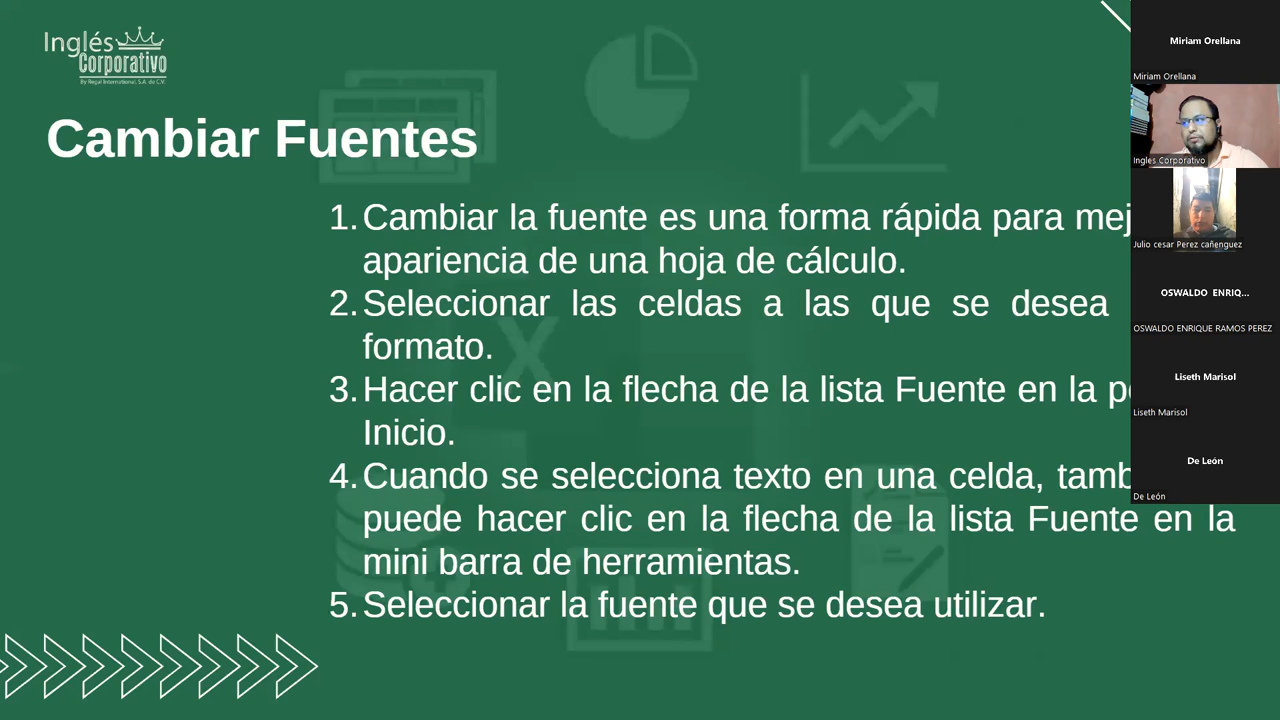 Inglés
Corporativo
By Regal International, S.A. de C.V.
Cambiar Fuentes
1. Cambiar la fuente es una forma rápida para
apariencia de una hoja de cálculo.
2. Seleccionar las celdas a las que se desea
formato.
3. Hacer clic en la flecha de la lista Fuente en la
Inicio.
4. Cuando se selecciona texto en una celda,
puede hacer clic en la flecha de la lista Fuente en la
mini barra de herramientas.
5. Seleccionar la fuente que se desea utilizar.
Miriam Orellana
Miriam Orellana
Ingles Corporativo
Julio cesar Perez cañenguez
OSWALDO ENRIQ...
OSWALDO ENRIQUE RAMOS PEREZ
Liseth Marisol
Liseth Marisol
De León
De León